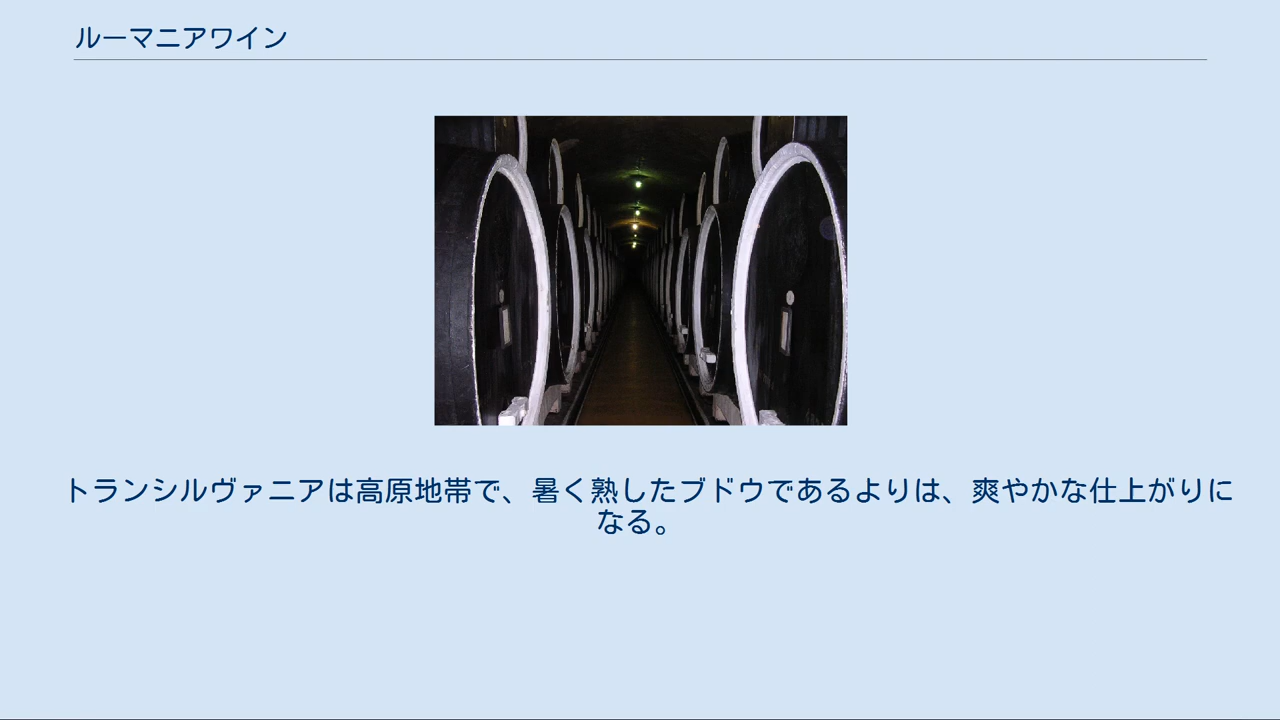 ルーマニアワイン
トランシルヴァニアは高原地帯で、暑く熟したブドウであるよりは、爽やかな仕上がりに
なる。